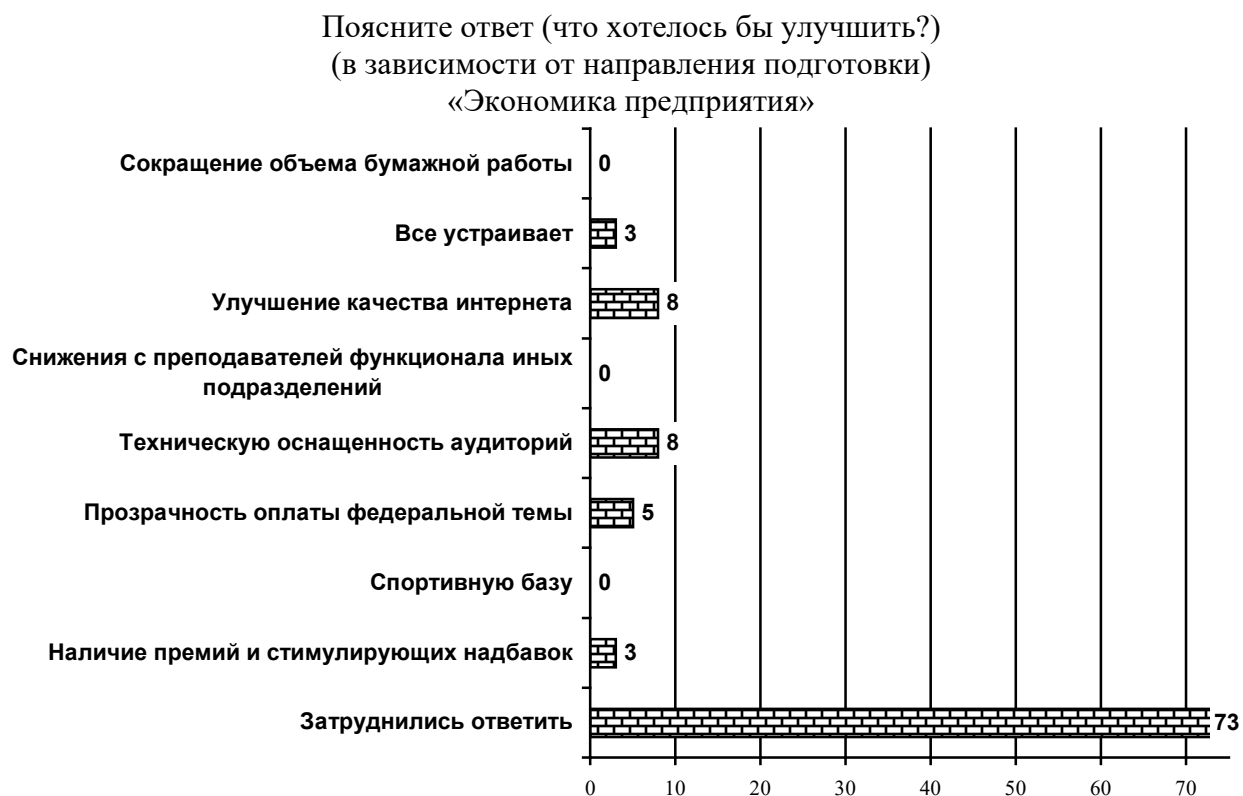 Поясните ответ (что хотелось бы улучшить?)
(в зависимости от направления подготовки)
«Экономика предприятия»
Сокращение объема бумажной работы 0
Все устраивает 3
Улучшение качества интернета 8
Снижения с преподавателей функционала иных
подразделений 0
Техническую оснащенность аудиторий 8
Прозрачность оплаты федеральной темы 5
Спортивную базу 0
Наличие премий и стимулирующих надбавок 3
Затруднились ответить 73
0 10 20 30 40 50 60 70